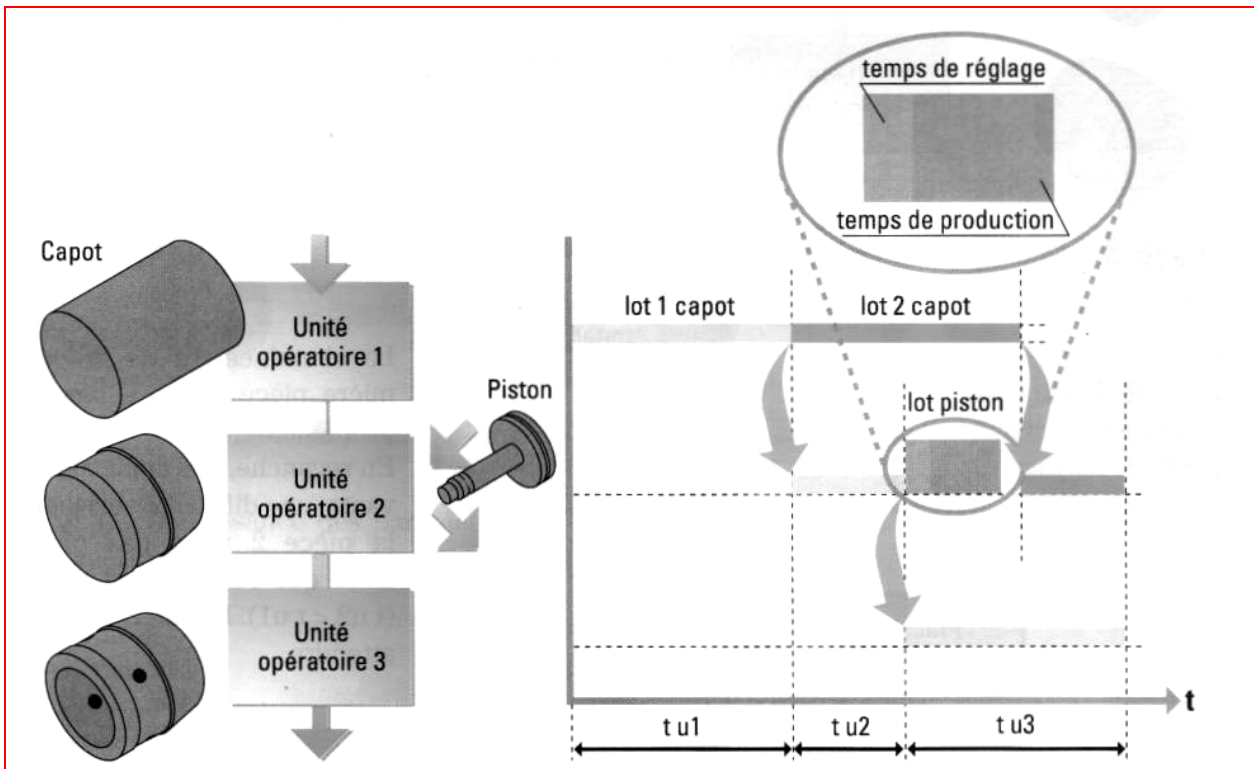 temps de réglage
temps de production
Capot
Unité
opératoire 1
lot 1 capot
lot 2 capot
Piston
lot piston
Unité
opératoire 2
Unité
opératoire 3
t
t u1
t u2
t u3